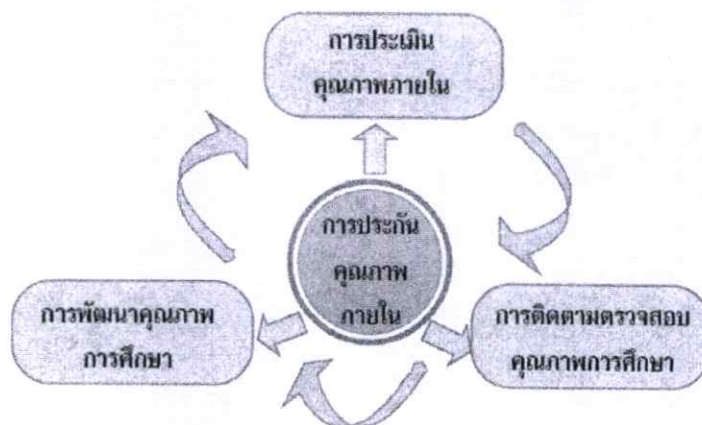 การประเมิน
คุณภาพภายใน
การประกัน
คุณภาพ
ภายใน
การพัฒนาคุณภาพ
การศึกษา
การติดตามตรวจสอบ
คุณภาพการศึกษา